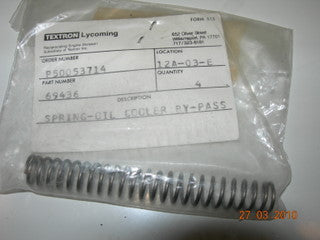 FORM 813
TEXTRON Lycoming
Reciprocating Engine Division/
Subsidiary of Textron Inc.
652 Oliver Street
Williamsport, PA 17701
717/323-6181
ORDER NUMBER
LOCATION
P50053714
12A-03-E
PART NUMBER
QUANTITY
69436
4
DESCRIPTION
SPRING-OIL COOLER BY-PASS
27 03 2010